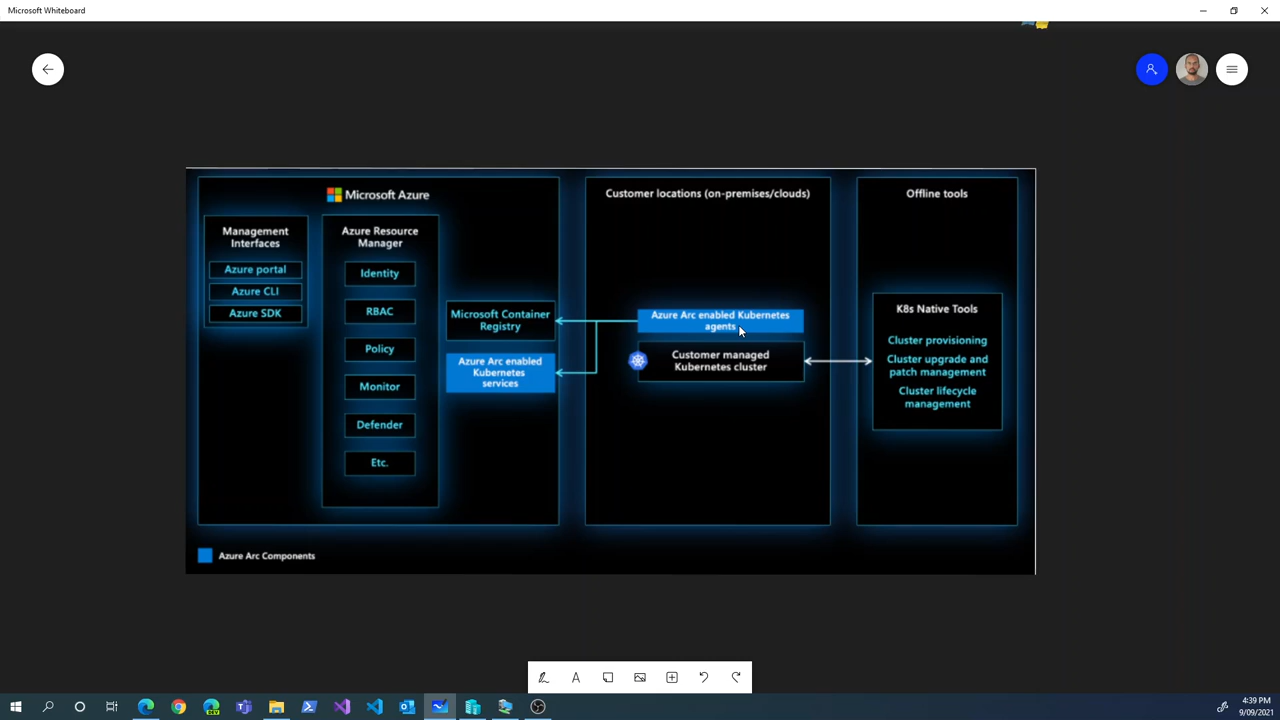 Microsoft Whiteboard
Microsoft Azure
Management
Interfaces
Azure portal
Azure CLI
Azure SDK
Azure Resource
Manager
Identity
RBAC
Policy
Monitor
Defender
Etc.
Microsoft Container
Registry
Azure Arc enabled
Kubernetes
services
Customer locations (on-premises/clouds)
Azure Arc enabled Kubernetes
agents
Customer managed
Kubernetes cluster
Offline tools
K8s Native Tools
Cluster provisioning
Cluster upgrade and
patch management
Cluster lifecycle
management
Azure Arc Components
A
DEV
4:39 PM
9/09/2021